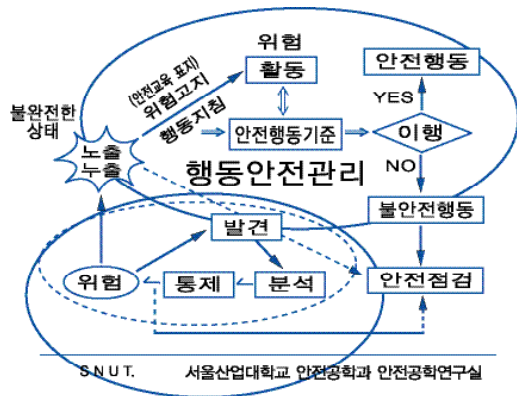 위험
활동
안전행동
(안전교육 표지)
위험고지
행동지침
YES
불완전한
상태
노출
누출
안전행동기준
이행
행동안전관리
NO
발견
불안전행동
위험
통제
분석
안전점검
S.N.U.T.
서울산업대학교 안전공학과 안전공학연구실